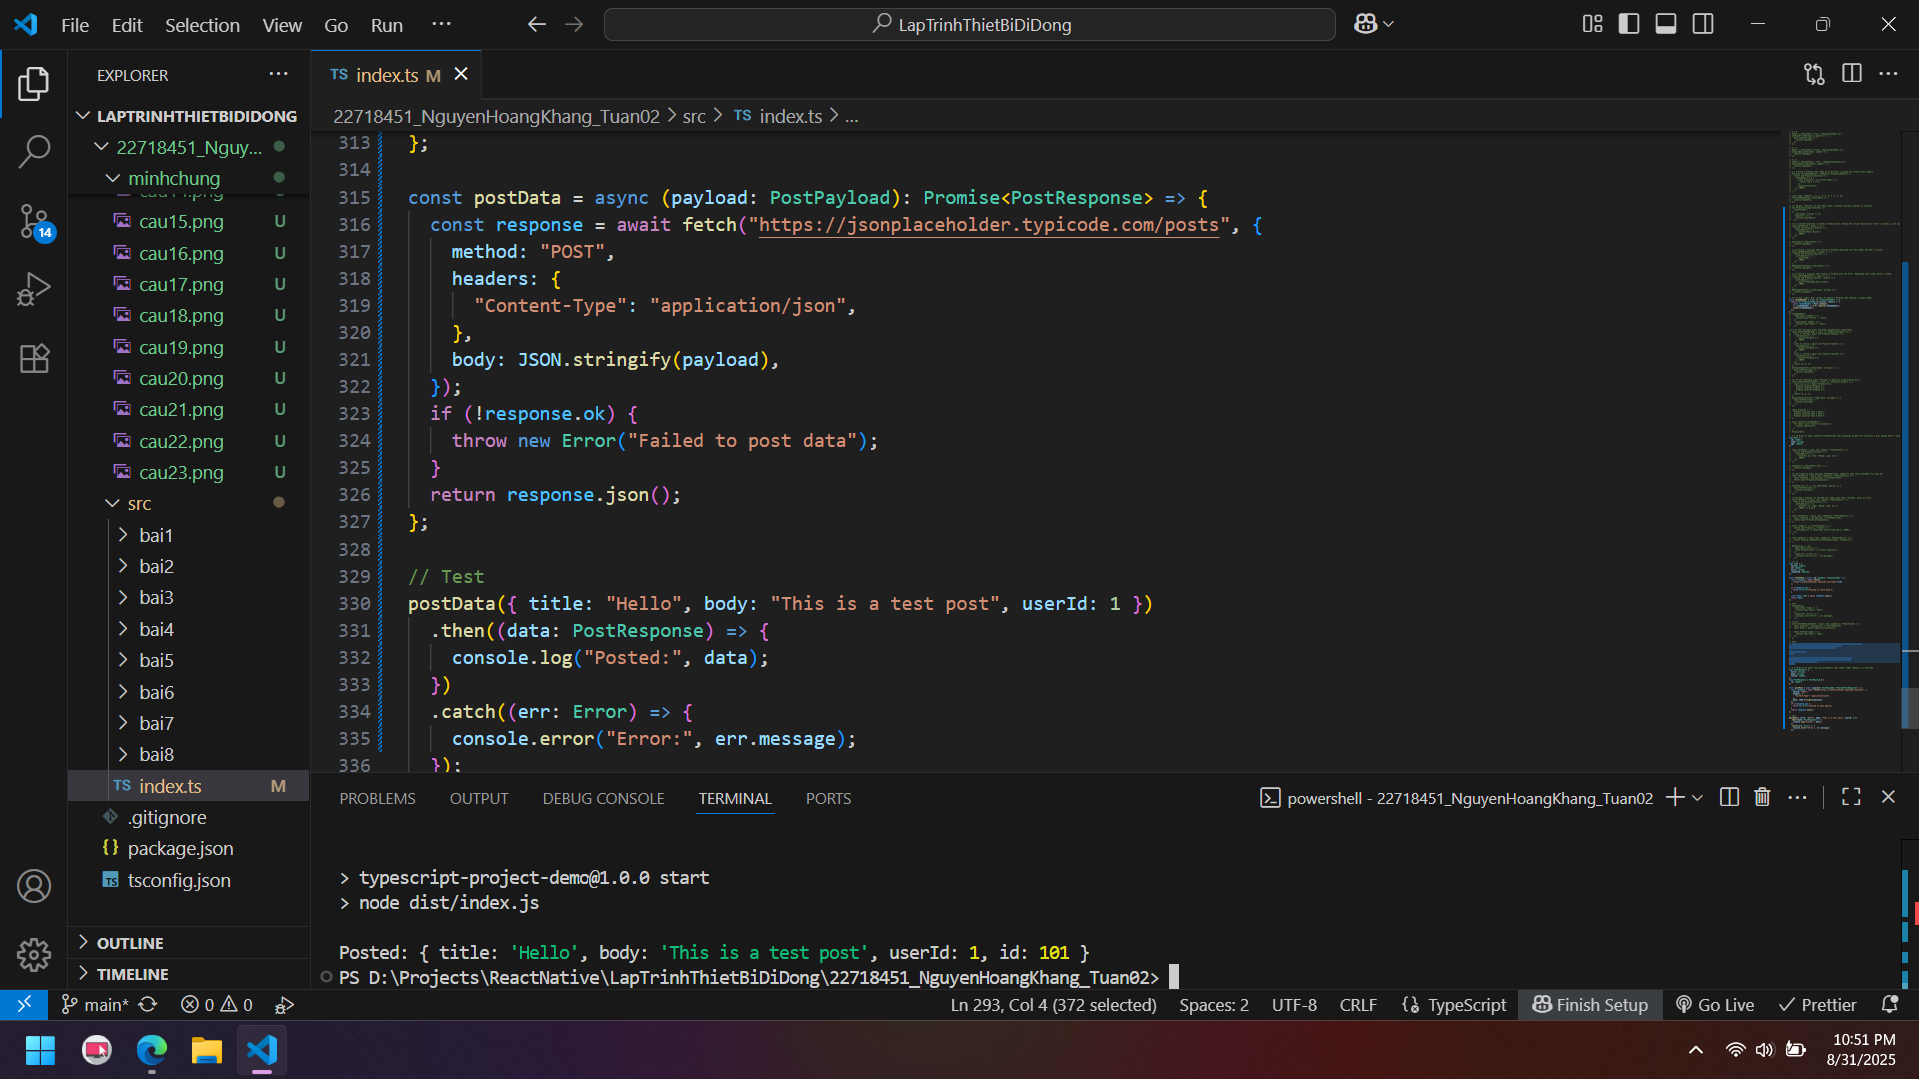 File Edit Selection View Go Run ...
LapTrinhThietBiDiDong
EXPLORER
LAPTRINHTHIETBIDIDONG
22718451_Nguy...
minhchung
cau15.png U
cau16.png U
cau17.png U
cau18.png U
cau19.png U
cau20.png U
cau21.png U
cau22.png U
cau23.png U
src
bai1
bai2
bai3
bai4
bai5
bai6
bai7
bai8
TS index.ts M
.gitignore
{} package.json
TS tsconfig.json
OUTLINE
TIMELINE
14
TS index.ts M
22718451_NguyenHoangKhang_Tuan02 > src > TS index.ts > ...
313 };
314
315 const postData = async (payload: PostPayload): Promise<PostResponse> => {
316 const response = await fetch("https://jsonplaceholder.typicode.com/posts", {
317 method: "POST",
318 headers: {
319 "Content-Type": "application/json",
320 },
321 body: JSON.stringify(payload),
322 });
323 if (!response.ok) {
324 throw new Error("Failed to post data");
325 }
326 return response.json();
327 };
328
329 // Test
330 postData({ title: "Hello", body: "This is a test post", userId: 1 })
331 .then((data: PostResponse) => {
332 console.log("Posted:", data);
333 })
334 .catch((err: Error) => {
335 console.error("Error:", err.message);
336 });
PROBLEMS OUTPUT DEBUG CONSOLE TERMINAL PORTS
powershell - 22718451_NguyenHoangKhang_Tuan02
> typescript-project-demo@1.0.0 start
> node dist/index.js
Posted: { title: 'Hello', body: 'This is a test post', userId: 1, id: 101 }
PS D:\Projects\ReactNative\LapTrinhThietBiDiDong\22718451_NguyenHoangKhang_Tuan02>
main* 0 0 Ln 293, Col 4 (372 selected) Spaces: 2 UTF-8 CRLF {} TypeScript Finish Setup Go Live Prettier
10:51 PM
8/31/2025